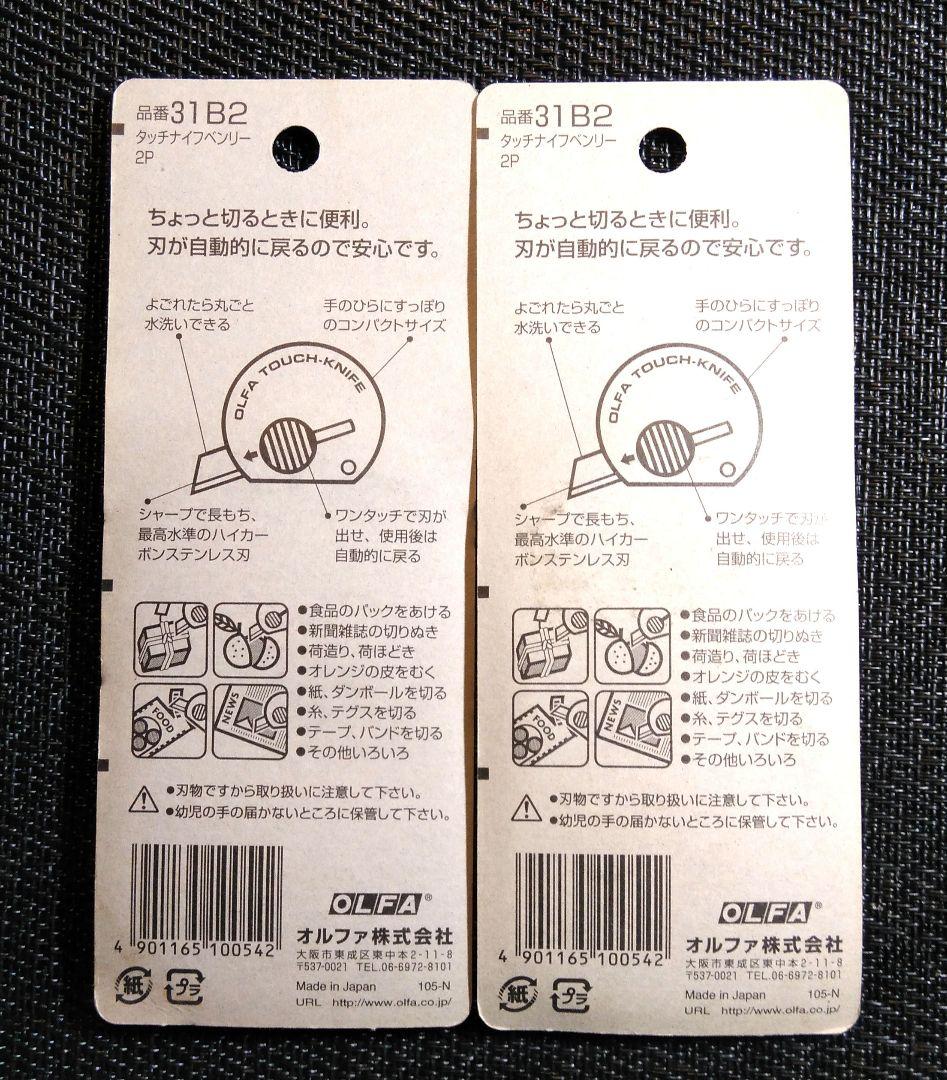 品番31B2
タッチナイフベンリー
2P
ちょっと切るときに便利。
刃が自動的に戻るので安心です。
よごれたら丸ごと
水洗いできる
手のひらにすっぽり
のコンパクトサイズ
OLFA TOUCH-KNIFE
シャープで長もち、
最高水準のハイカー
ボンステンレス刃
ワンタッチで刃が
出せ、使用後は
自動的に戻る
FOOD
NEWS
●食品のパックをあける
●新聞雑誌の切りぬき
●荷造り、荷ほどき
●オレンジの皮をむく
●紙、ダンボールを切る
●糸、テグスを切る
●テープ、バンドを切る
●その他いろいろ
●刃物ですから取り扱いに注意して下さい。
●幼児の手の届かないところに保管して下さい。
4 901165 100542
OLFA®
オルファ株式会社
大阪市東成区東中本2-11-8
〒537-0021 TEL.06-6972-8101
紙
プラ
Made in Japan 105-N
URL http://www.olfa.co.jp/
品番31B2
タッチナイフベンリー
2P
ちょっと切るときに便利。
刃が自動的に戻るので安心です。
よごれたら丸ごと
水洗いできる
手のひらにすっぽり
のコンパクトサイズ
OLFA TOUCH-KNIFE
シャープで長もち、
最高水準のハイカー
ボンステンレス刃
ワンタッチで刃が
出せ、使用後は
自動的に戻る
FOOD
NEWS
●食品のパックをあける
●新聞雑誌の切りぬき
●荷造り、荷ほどき
●オレンジの皮をむく
●紙、ダンボールを切る
●糸、テグスを切る
●テープ、バンドを切る
●その他いろいろ
●刃物ですから取り扱いに注意して下さい。
●幼児の手の届かないところに保管して下さい。
4 901165 100542
OLFA®
オルファ株式会社
大阪市東成区東中本2-11-8
〒537-0021 TEL.06-6972-8101
紙
プラ
Made in Japan 105-N
URL http://www.olfa.co.jp/